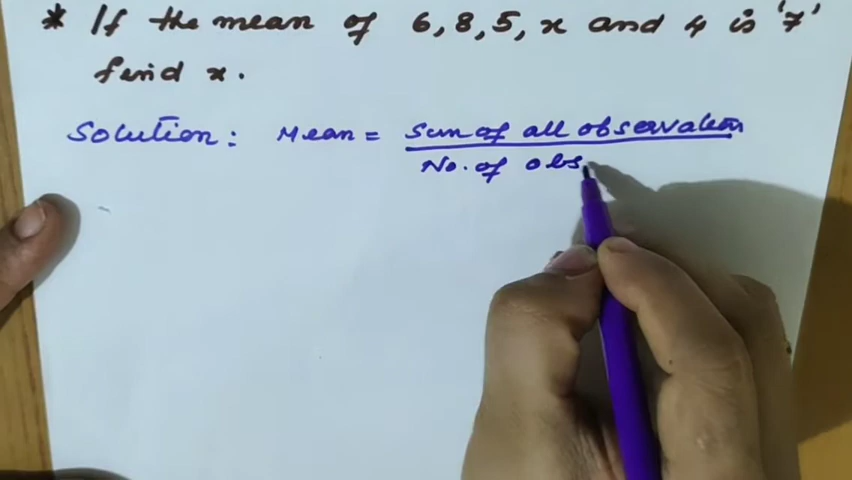 * If the mean of 6, 8, 5, x and 4 is '7'
find x.
Solution: Mean = Sum of all observation
No. of obs